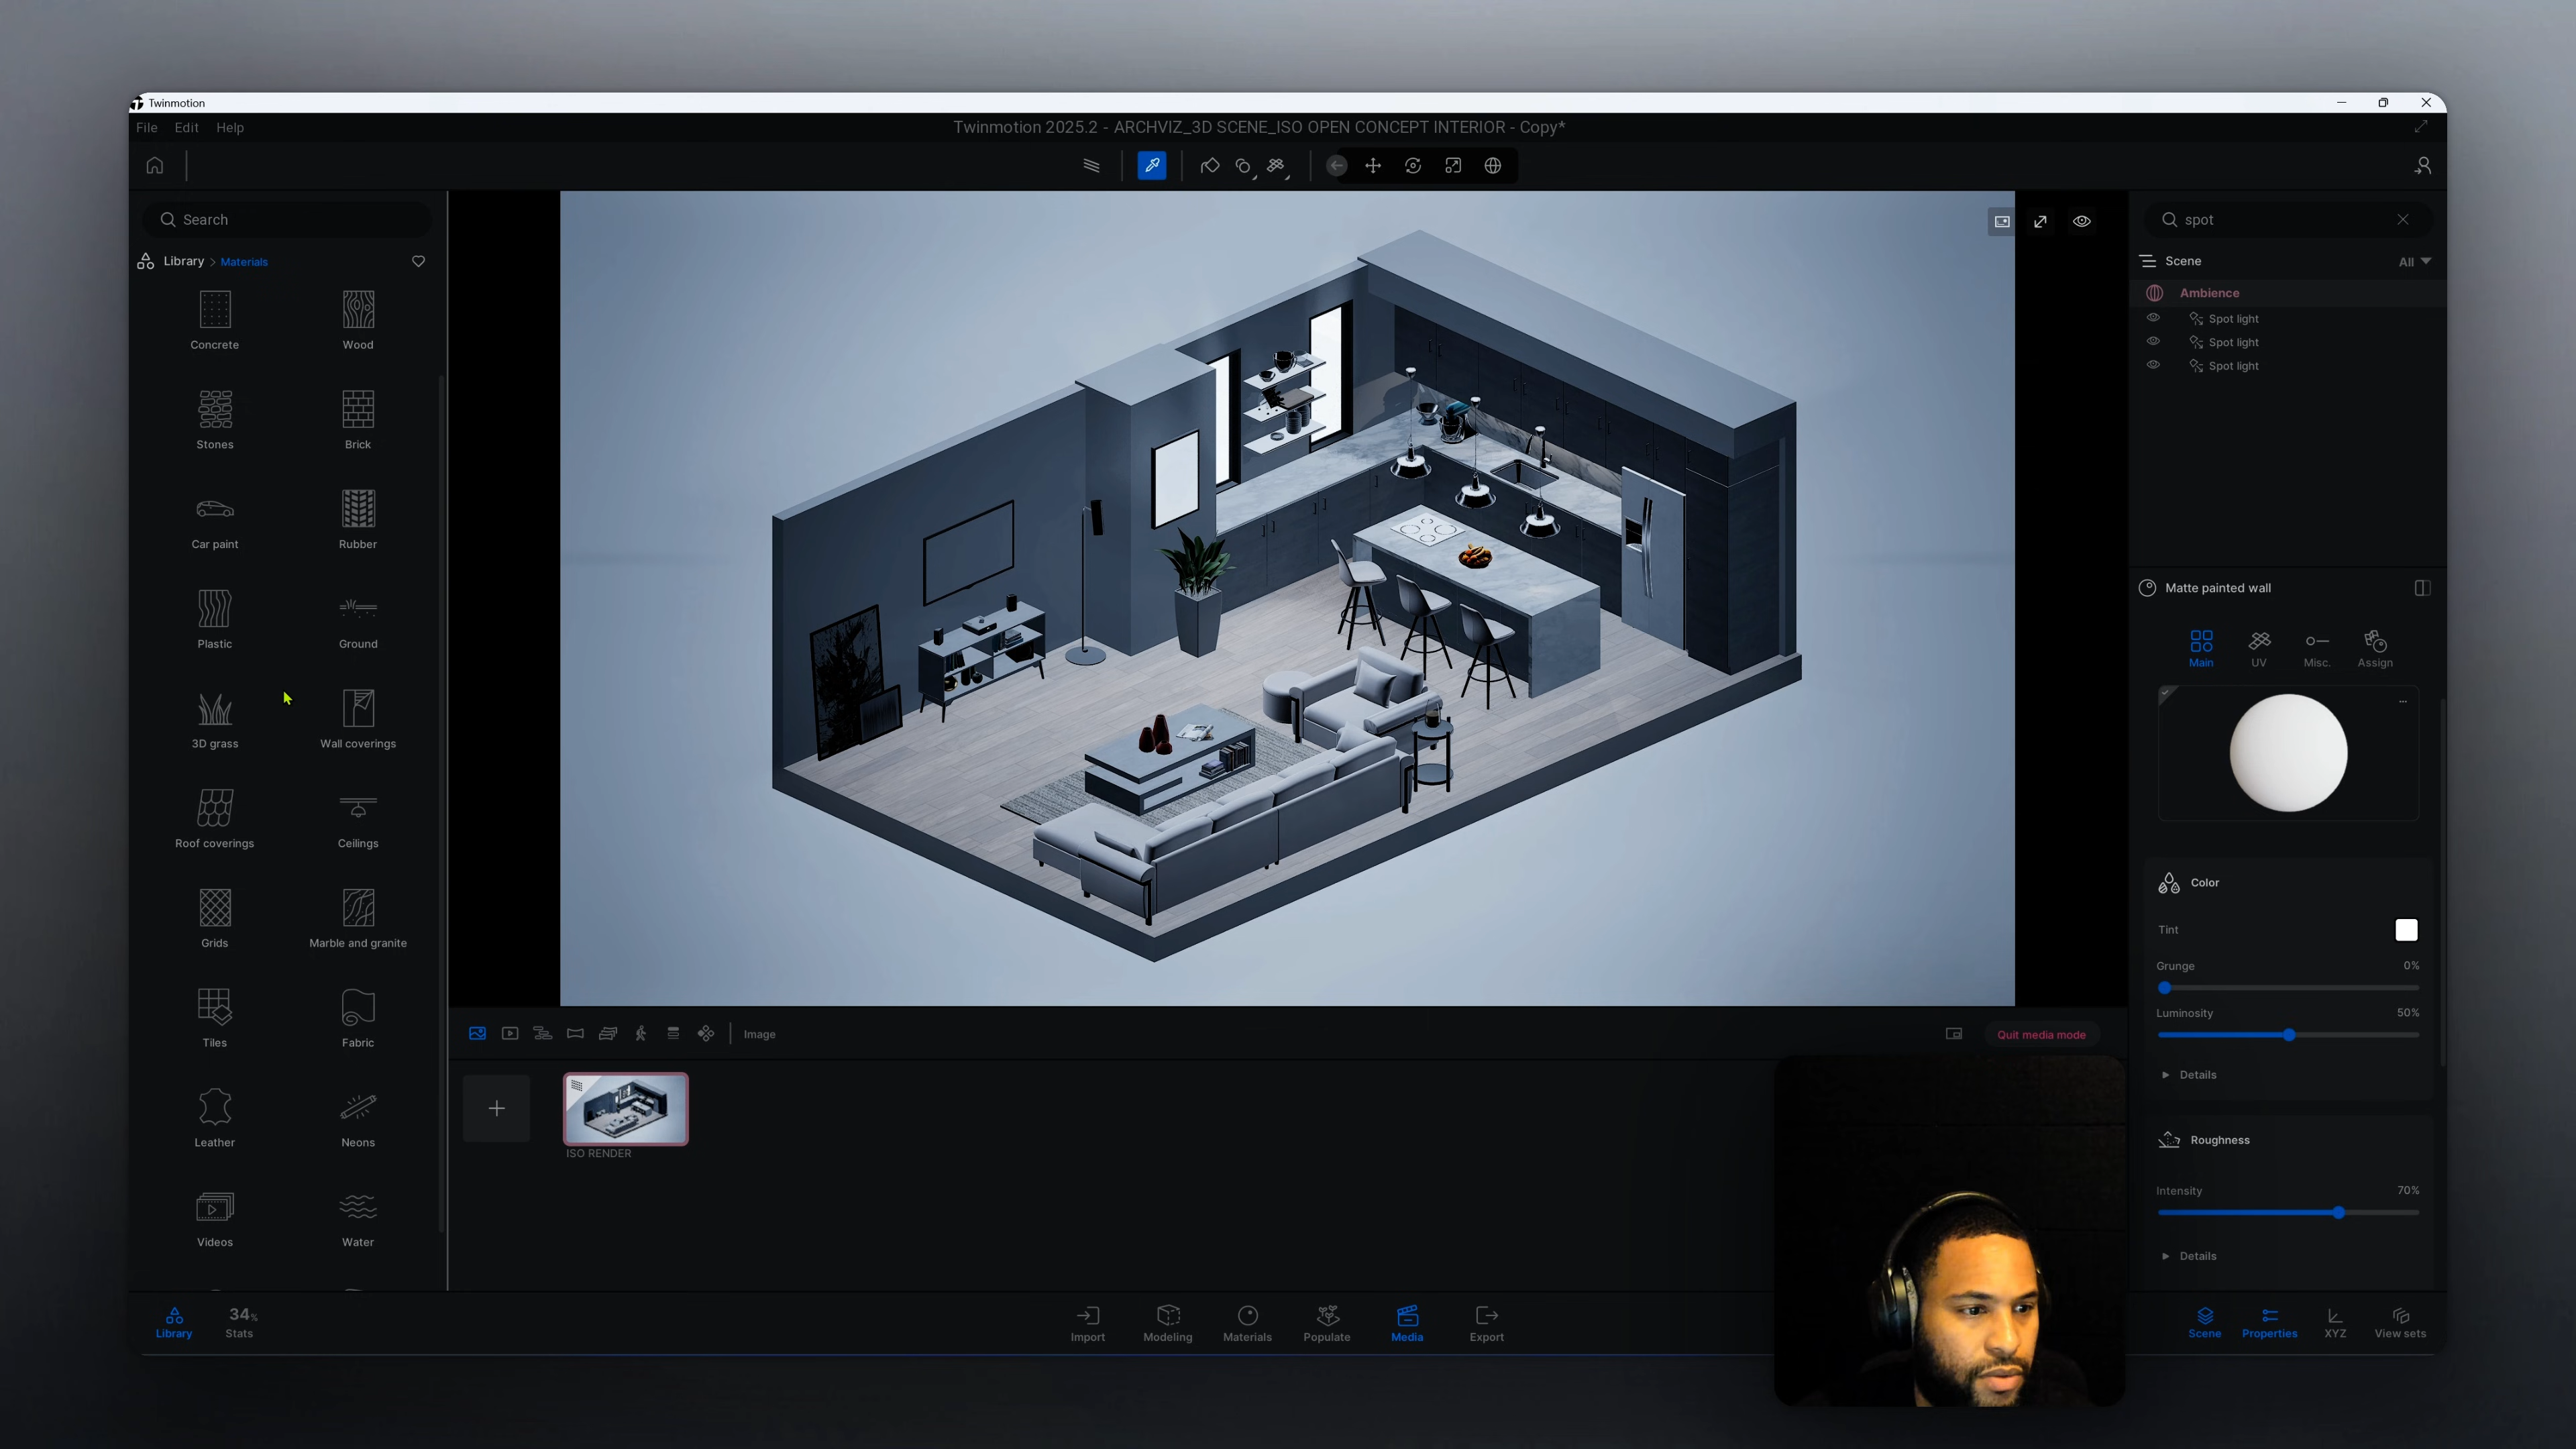 Twinmotion
File Edit Help
Twinmotion 2025.2 - ARCHVIZ_3D SCENE_ISO OPEN CONCEPT INTERIOR - Copy*
Search
Library > Materials
Concrete Wood
Stones Brick
Car paint Rubber
Plastic Ground
3D grass Wall coverings
Roof coverings Ceilings
Grids Marble and granite
Tiles Fabric
Leather Neons
Videos Water
Library
34%
Stats
Image
Quit media mode
ISO RENDER
Import Modeling Materials Populate Media Export
spot
Scene All
Ambience
Spot light
Spot light
Spot light
Matte painted wall
Main UV Misc. Assign
Color
Tint
Grunge 0%
Luminosity 50%
Details
Roughness
Intensity 70%
Details
Scene Properties XYZ View sets